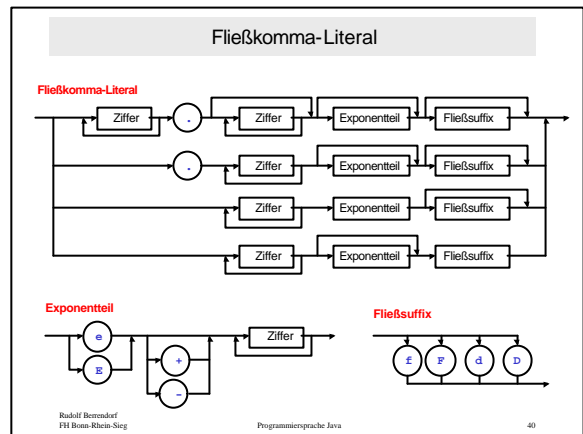 Fließkomma-Literal
Fließkomma-Literal
Ziffer . Ziffer Exponentteil Fließsuffix
. Ziffer Exponentteil Fließsuffix
Ziffer Exponentteil Fließsuffix
Ziffer Exponentteil Fließsuffix
Exponentteil
e
E
+
-
Ziffer
Fließsuffix
f F d D
Rudolf Berrendorf
FH Bonn-Rhein-Sieg
Programmiersprache Java
40